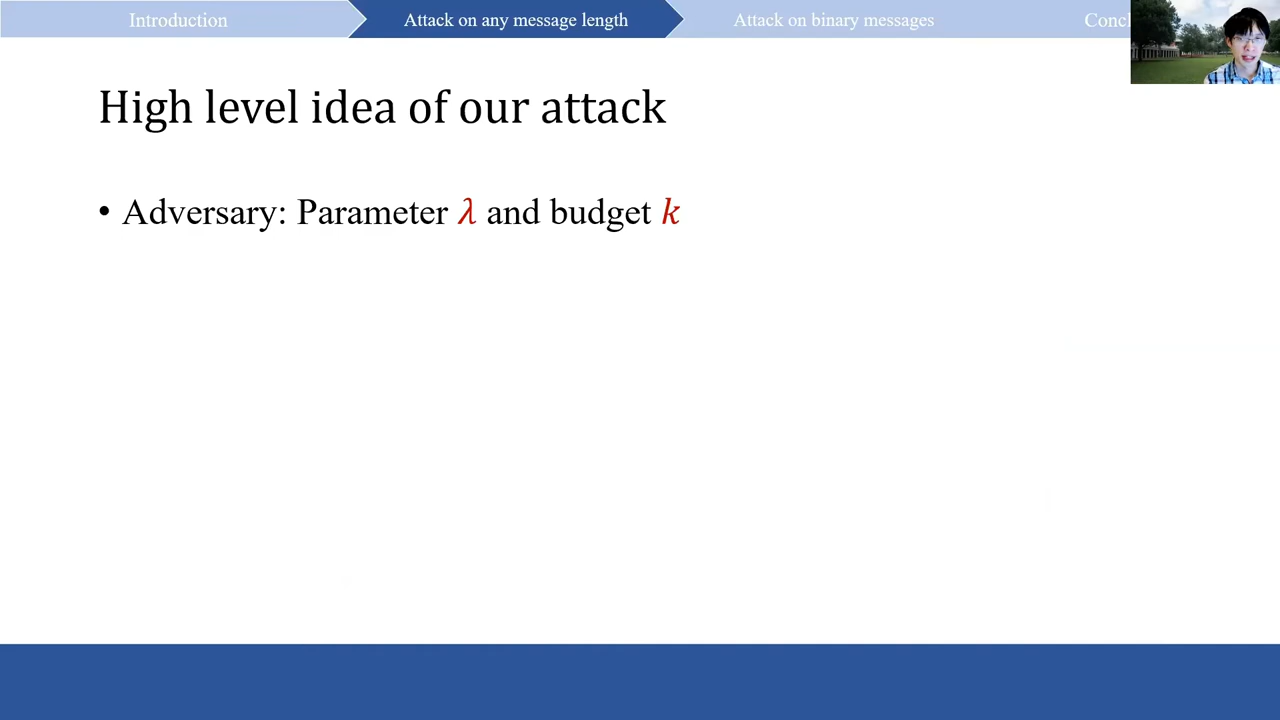 Introduction
Attack on any message length
Attack on binary messages
Concl
High level idea of our attack
• Adversary: Parameter λ and budget k